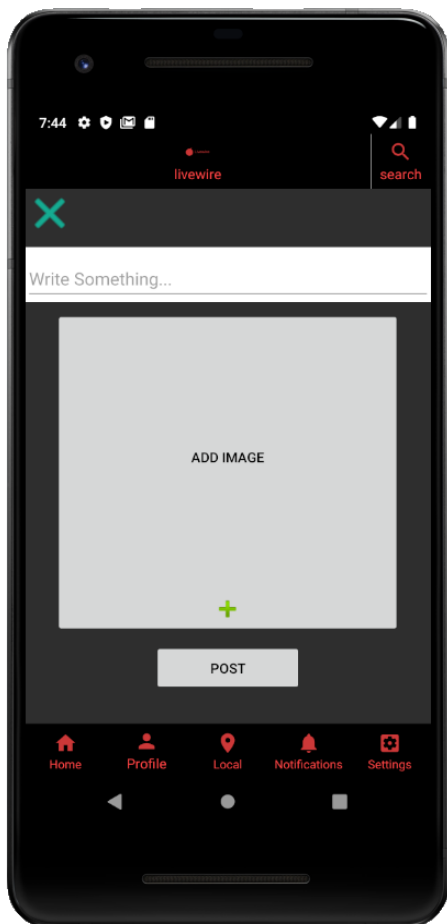 7:44
livewire
search
Write Something...
ADD IMAGE
POST
Home
Profile
Local
Notifications
Settings